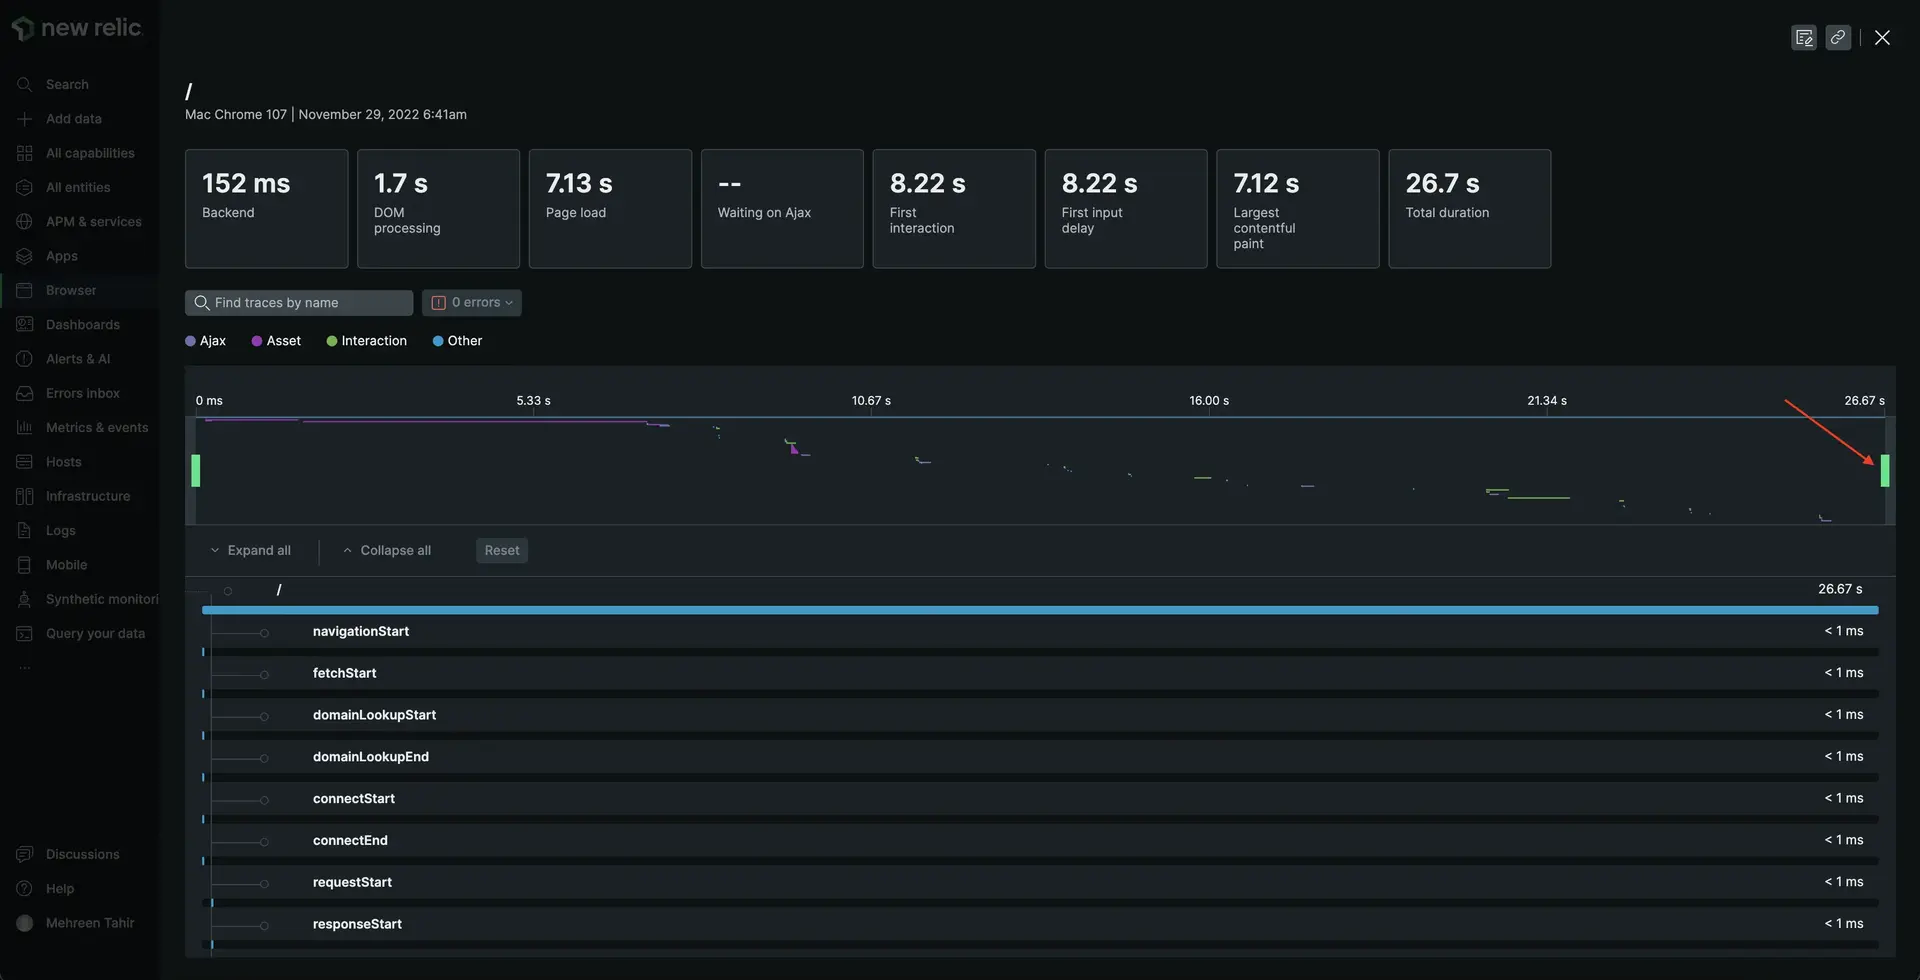 new relic.
Search
Add data
All capabilities
All entities
APM & services
Apps
Browser
Dashboards
Alerts & AI
Errors inbox
Metrics & events
Hosts
Infrastructure
Logs
Mobile
Synthetic monitori
Query your data
...
Discussions
Help
Mehreen Tahir
/
Mac Chrome 107 | November 29, 2022 6:41am
152 ms
Backend
1.7 s
DOM
processing
7.13 s
Page load
--
Waiting on Ajax
8.22 s
First
interaction
8.22 s
First input
delay
7.12 s
Largest
contentful
paint
26.7 s
Total duration
Find traces by name
0 errors
Ajax
Asset
Interaction
Other
0 ms
5.33 s
10.67 s
16.00 s
21.34 s
26.67 s
Expand all
Collapse all
Reset
/ 26.67 s
navigationStart < 1 ms
fetchStart < 1 ms
domainLookupStart < 1 ms
domainLookupEnd < 1 ms
connectStart < 1 ms
connectEnd < 1 ms
requestStart < 1 ms
responseStart < 1 ms